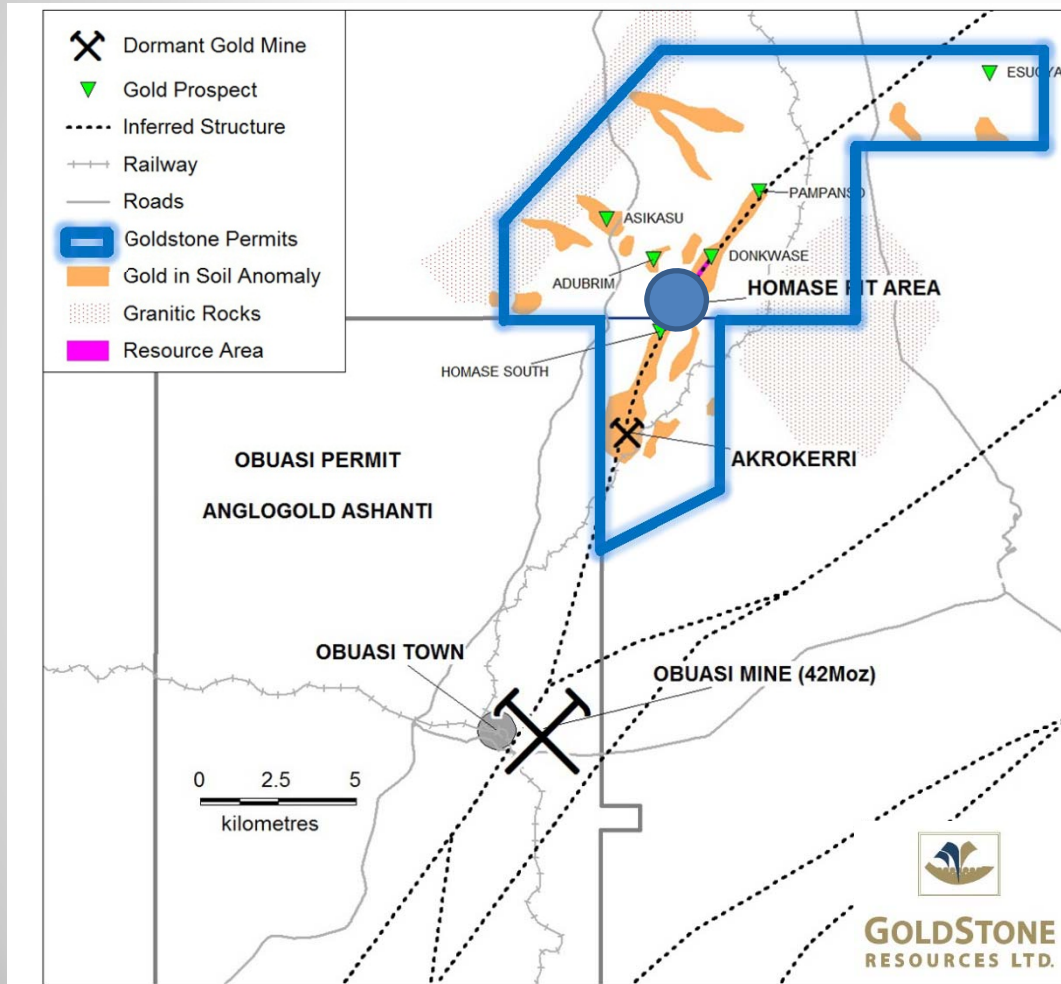 Dormant Gold Mine
Gold Prospect
Inferred Structure
Railway
Roads
Goldstone Permits
Gold in Soil Anomaly
Granitic Rocks
Resource Area
ESUOYA
PAMPANSO
ASIKASU
DONKWASE
ADUBRIM
HOMASE PIT AREA
HOMASE SOUTH
AKROKERRI
OBUASI PERMIT
ANGLOGOLD ASHANTI
OBUASI TOWN
OBUASI MINE (42Moz)
0 2.5 5
kilometres
GOLDSTONE
RESOURCES LTD.